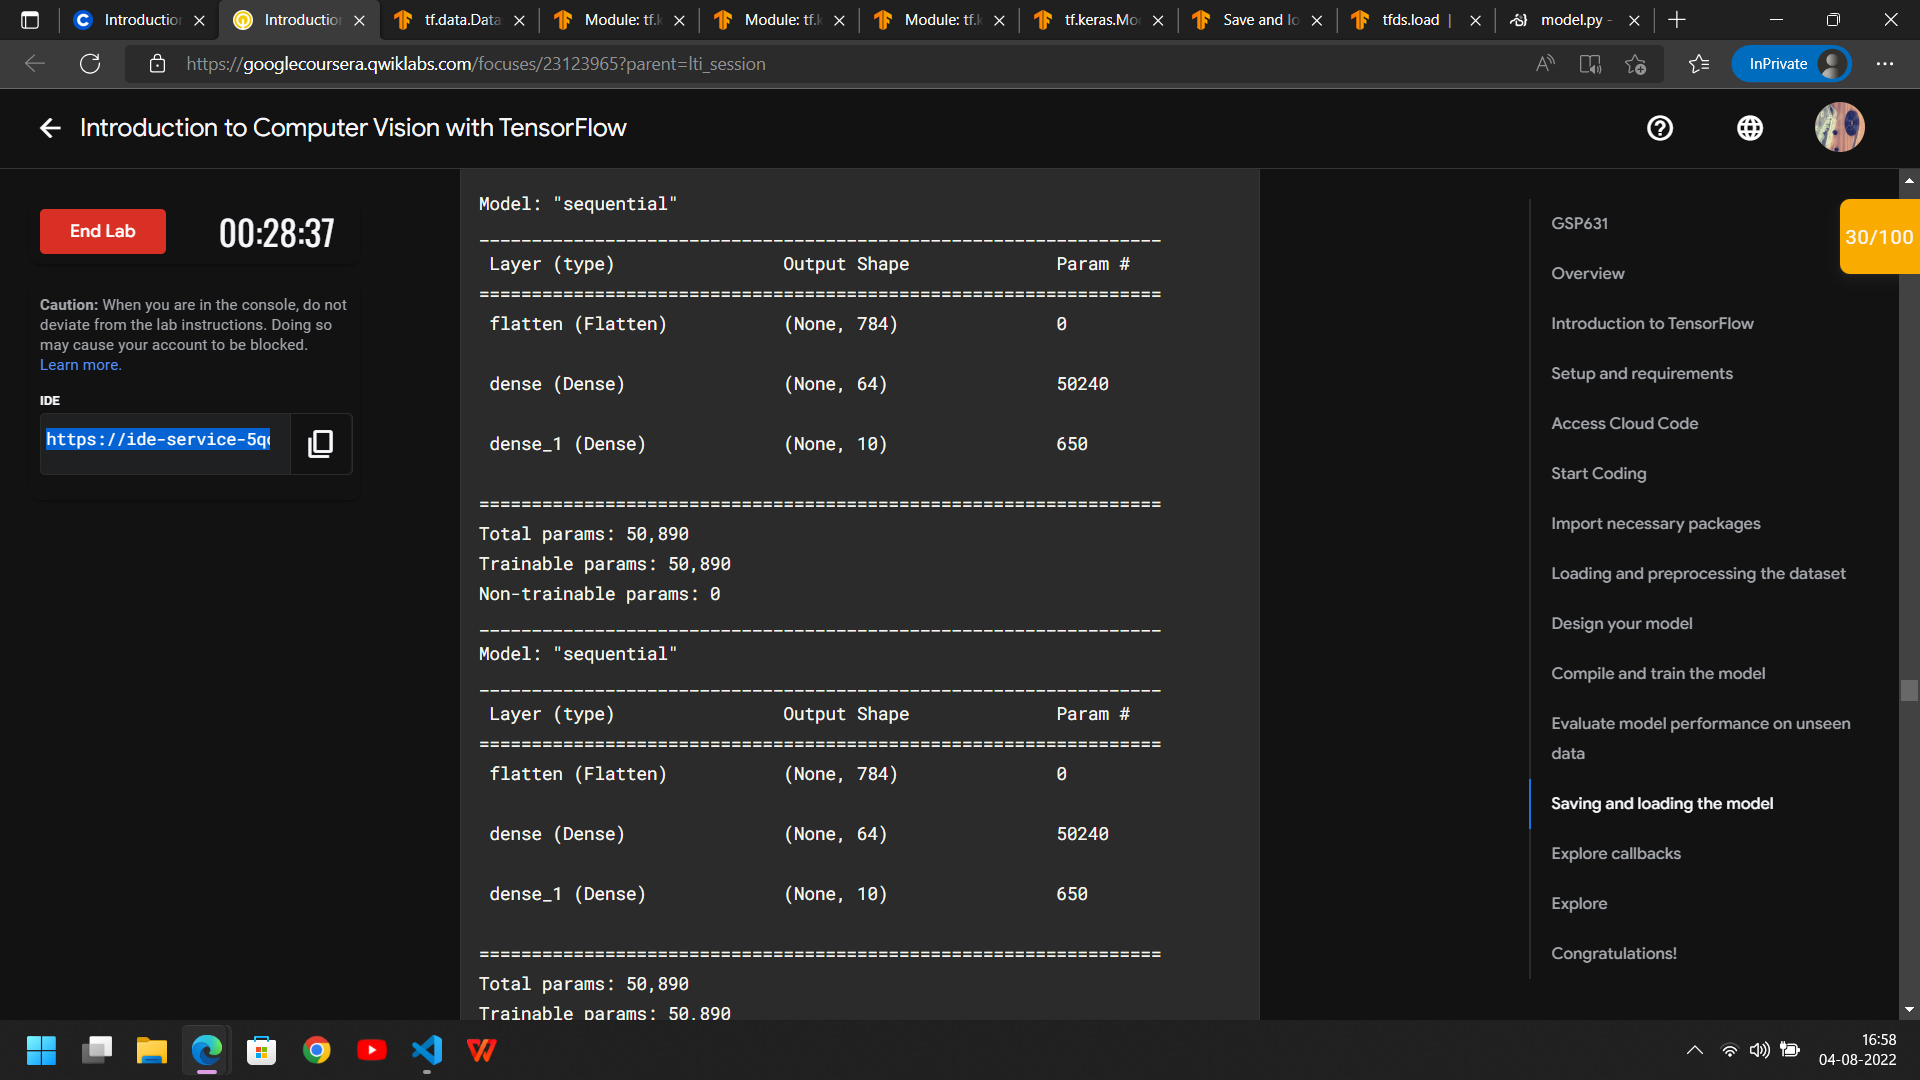 Introduction
Introduction
tf.data.Data
Module: tf.k
Module: tf.k
Module: tf.k
tf.keras.Mo
Save and lo
tfds.load |
model.py -
https://googlecoursera.qwiklabs.com/focuses/23123965?parent=lti_session
InPrivate
Introduction to Computer Vision with TensorFlow
End Lab
00:28:37
Caution: When you are in the console, do not
deviate from the lab instructions. Doing so
may cause your account to be blocked.
Learn more.
IDE
https://ide-service-5q
Model: "sequential"
_________________________________________________________________
Layer (type) Output Shape Param #
=================================================================
flatten (Flatten) (None, 784) 0
dense (Dense) (None, 64) 50240
dense_1 (Dense) (None, 10) 650
=================================================================
Total params: 50,890
Trainable params: 50,890
Non-trainable params: 0
_________________________________________________________________
Model: "sequential"
_________________________________________________________________
Layer (type) Output Shape Param #
=================================================================
flatten (Flatten) (None, 784) 0
dense (Dense) (None, 64) 50240
dense_1 (Dense) (None, 10) 650
=================================================================
Total params: 50,890
Trainable params: 50,890
GSP631
30/100
Overview
Introduction to TensorFlow
Setup and requirements
Access Cloud Code
Start Coding
Import necessary packages
Loading and preprocessing the dataset
Design your model
Compile and train the model
Evaluate model performance on unseen
data
Saving and loading the model
Explore callbacks
Explore
Congratulations!
16:58
04-08-2022